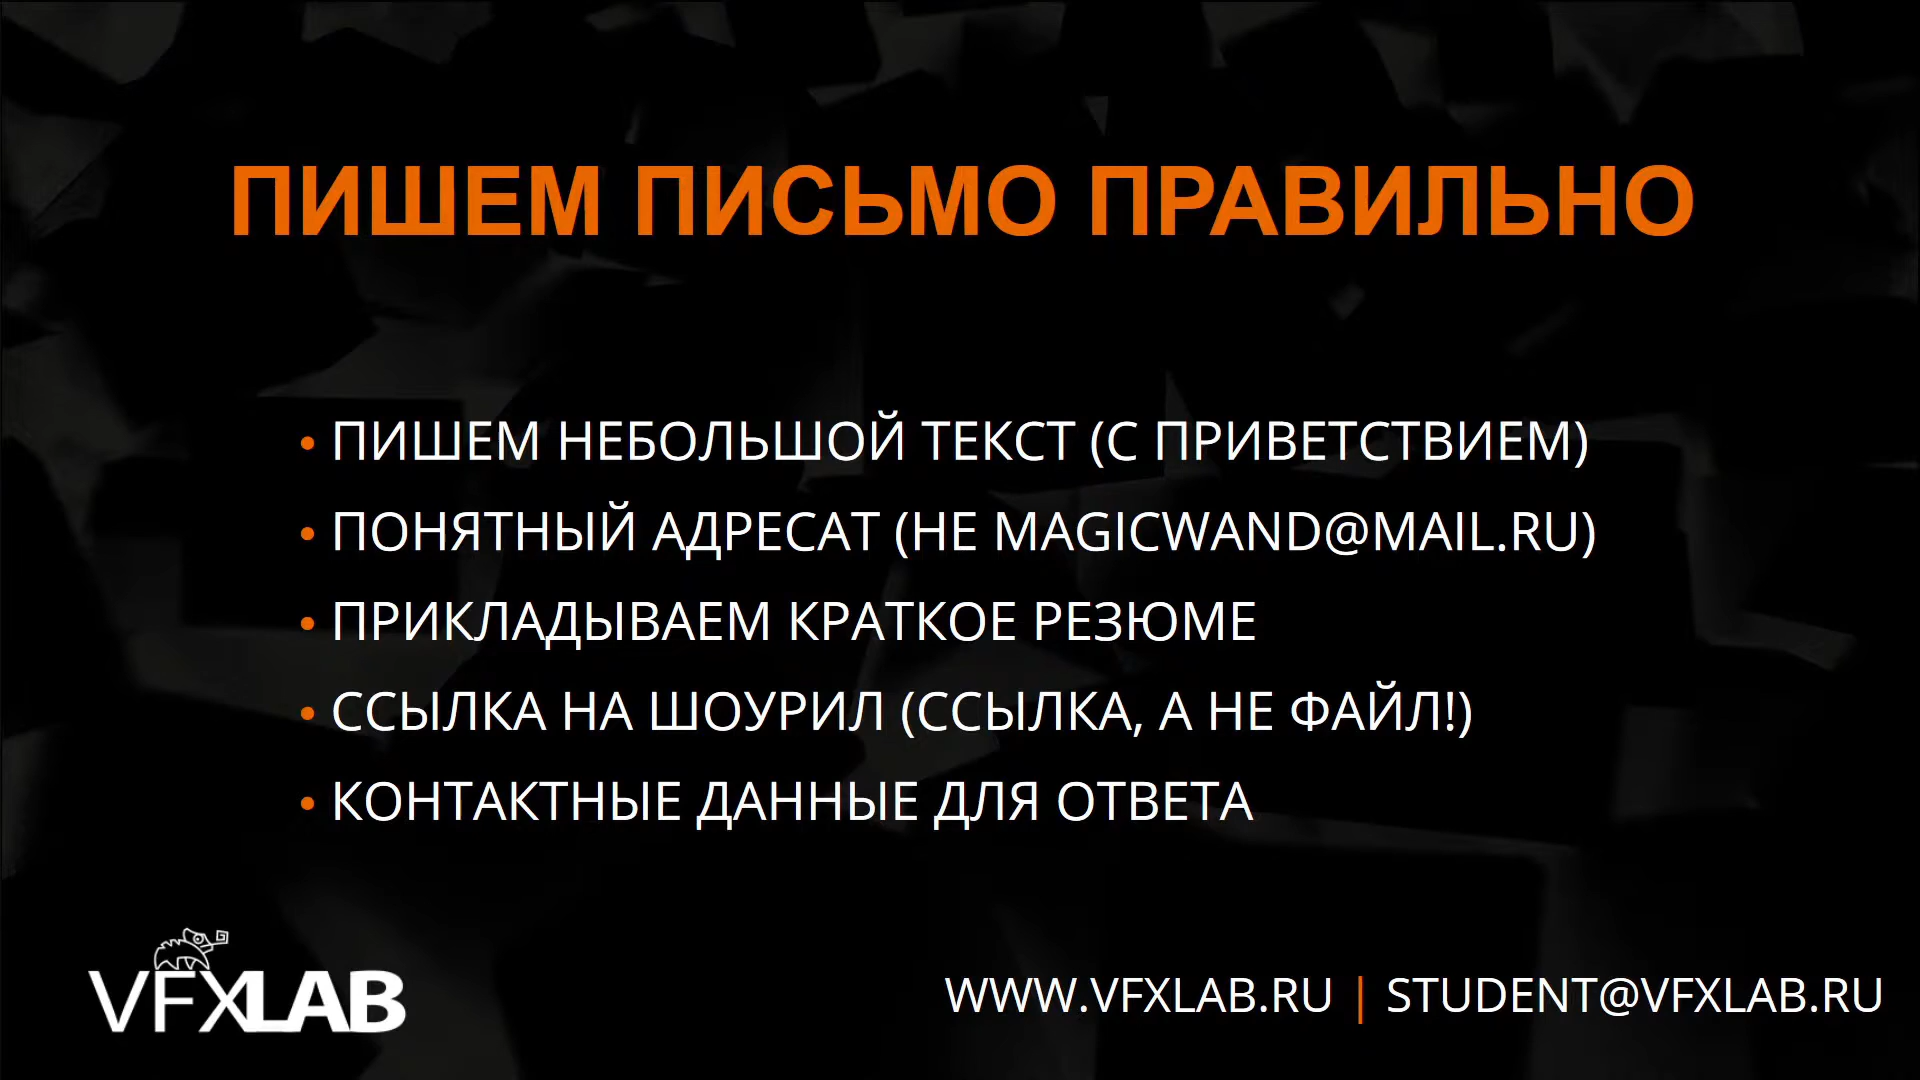 ПИШЕМ ПИСЬМО ПРАВИЛЬНО
• ПИШЕМ НЕБОЛЬШОЙ ТЕКСТ (С ПРИВЕТСТВИЕМ)
• ПОНЯТНЫЙ АДРЕСАТ (НЕ MAGICWAND@MAIL.RU)
• ПРИКЛАДЫВАЕМ КРАТКОЕ РЕЗЮМЕ
• ССЫЛКА НА ШОУРИЛ (ССЫЛКА, А НЕ ФАЙЛ!)
• КОНТАКТНЫЕ ДАННЫЕ ДЛЯ ОТВЕТА
VFXLAB
WWW.VFXLAB.RU | STUDENT@VFXLAB.RU